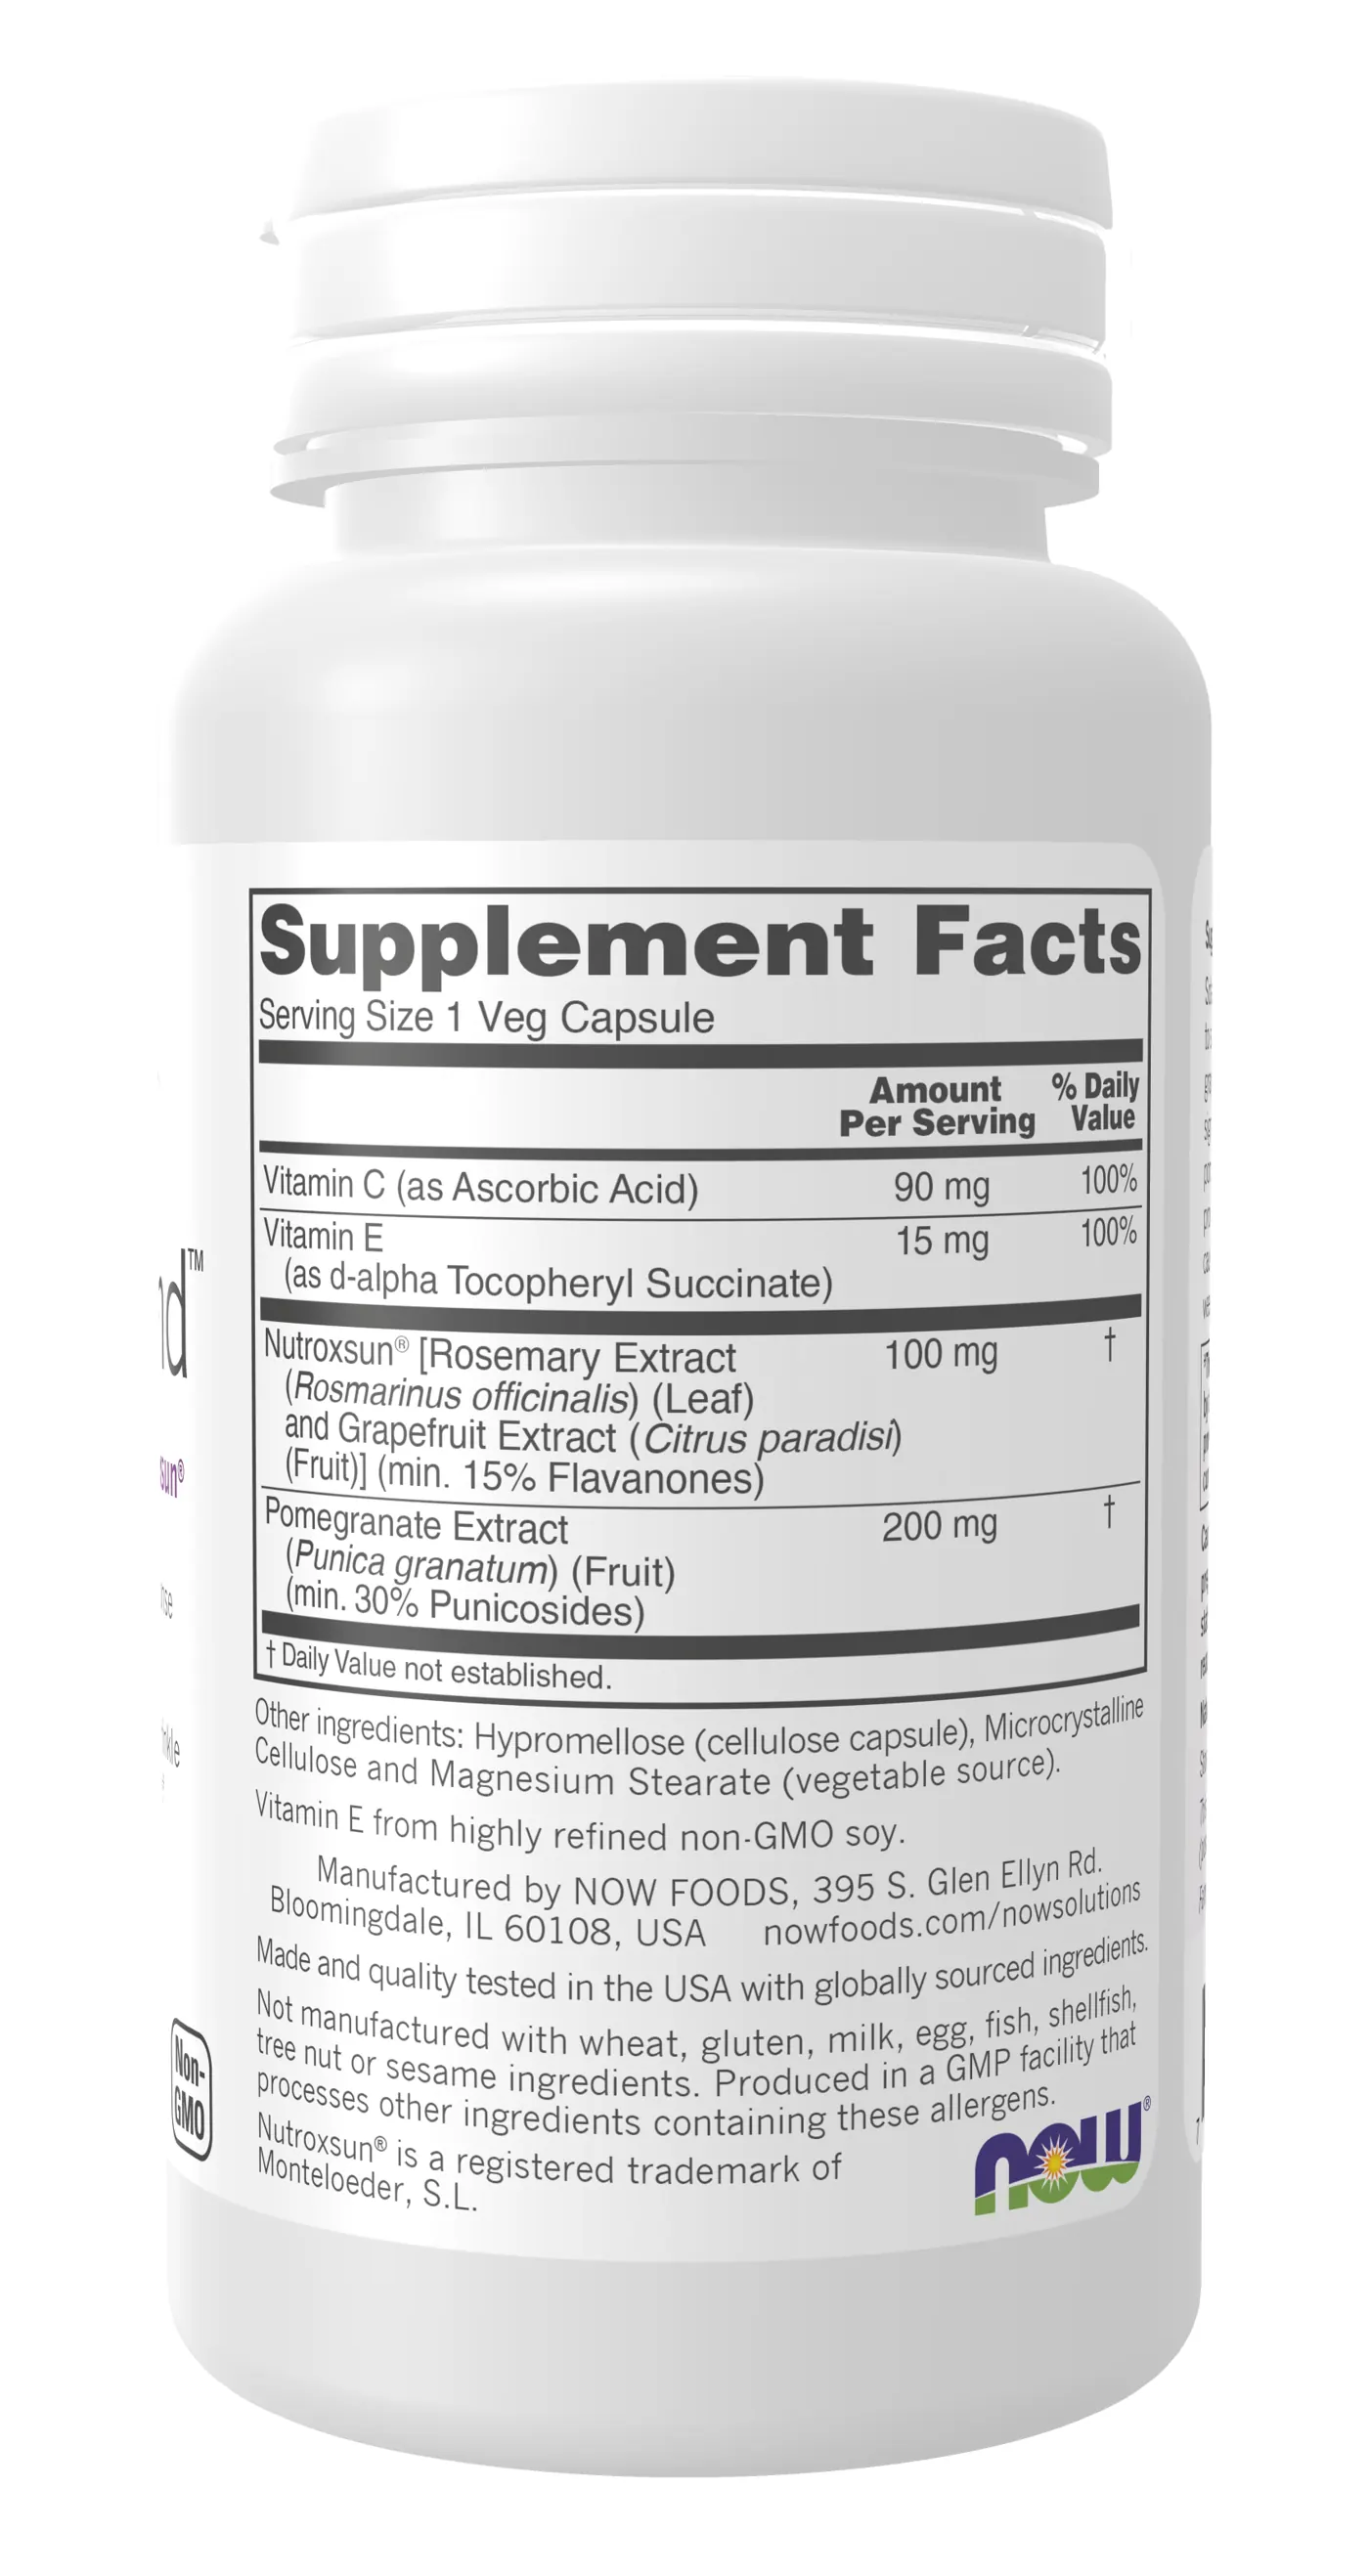 Supplement Facts
Serving Size 1 Veg Capsule
Amount Per Serving % Daily Value
Vitamin C (as Ascorbic Acid) 90 mg 100%
Vitamin E 15 mg 100%
(as d-alpha Tocopheryl Succinate)
Nutroxsun® [Rosemary Extract 100 mg †
(Rosmarinus officinalis) (Leaf)
and Grapefruit Extract (Citrus paradisi)
(Fruit)] (min. 15% Flavanones)
Pomegranate Extract 200 mg †
(Punica granatum) (Fruit)
(min. 30% Punicosides)
† Daily Value not established.
Other ingredients: Hypromellose (cellulose capsule), Microcrystalline
Cellulose and Magnesium Stearate (vegetable source).
Vitamin E from highly refined non-GMO soy.
Manufactured by NOW FOODS, 395 S. Glen Ellyn Rd.
Bloomingdale, IL 60108, USA nowfoods.com/nowsolutions
Made and quality tested in the USA with globally sourced ingredients.
Not manufactured with wheat, gluten, milk, egg, fish, shellfish,
tree nut or sesame ingredients. Produced in a GMP facility that
processes other ingredients containing these allergens.
Nutroxsun® is a registered trademark of
Monteloeder, S.L.
now®
Non-
GMO